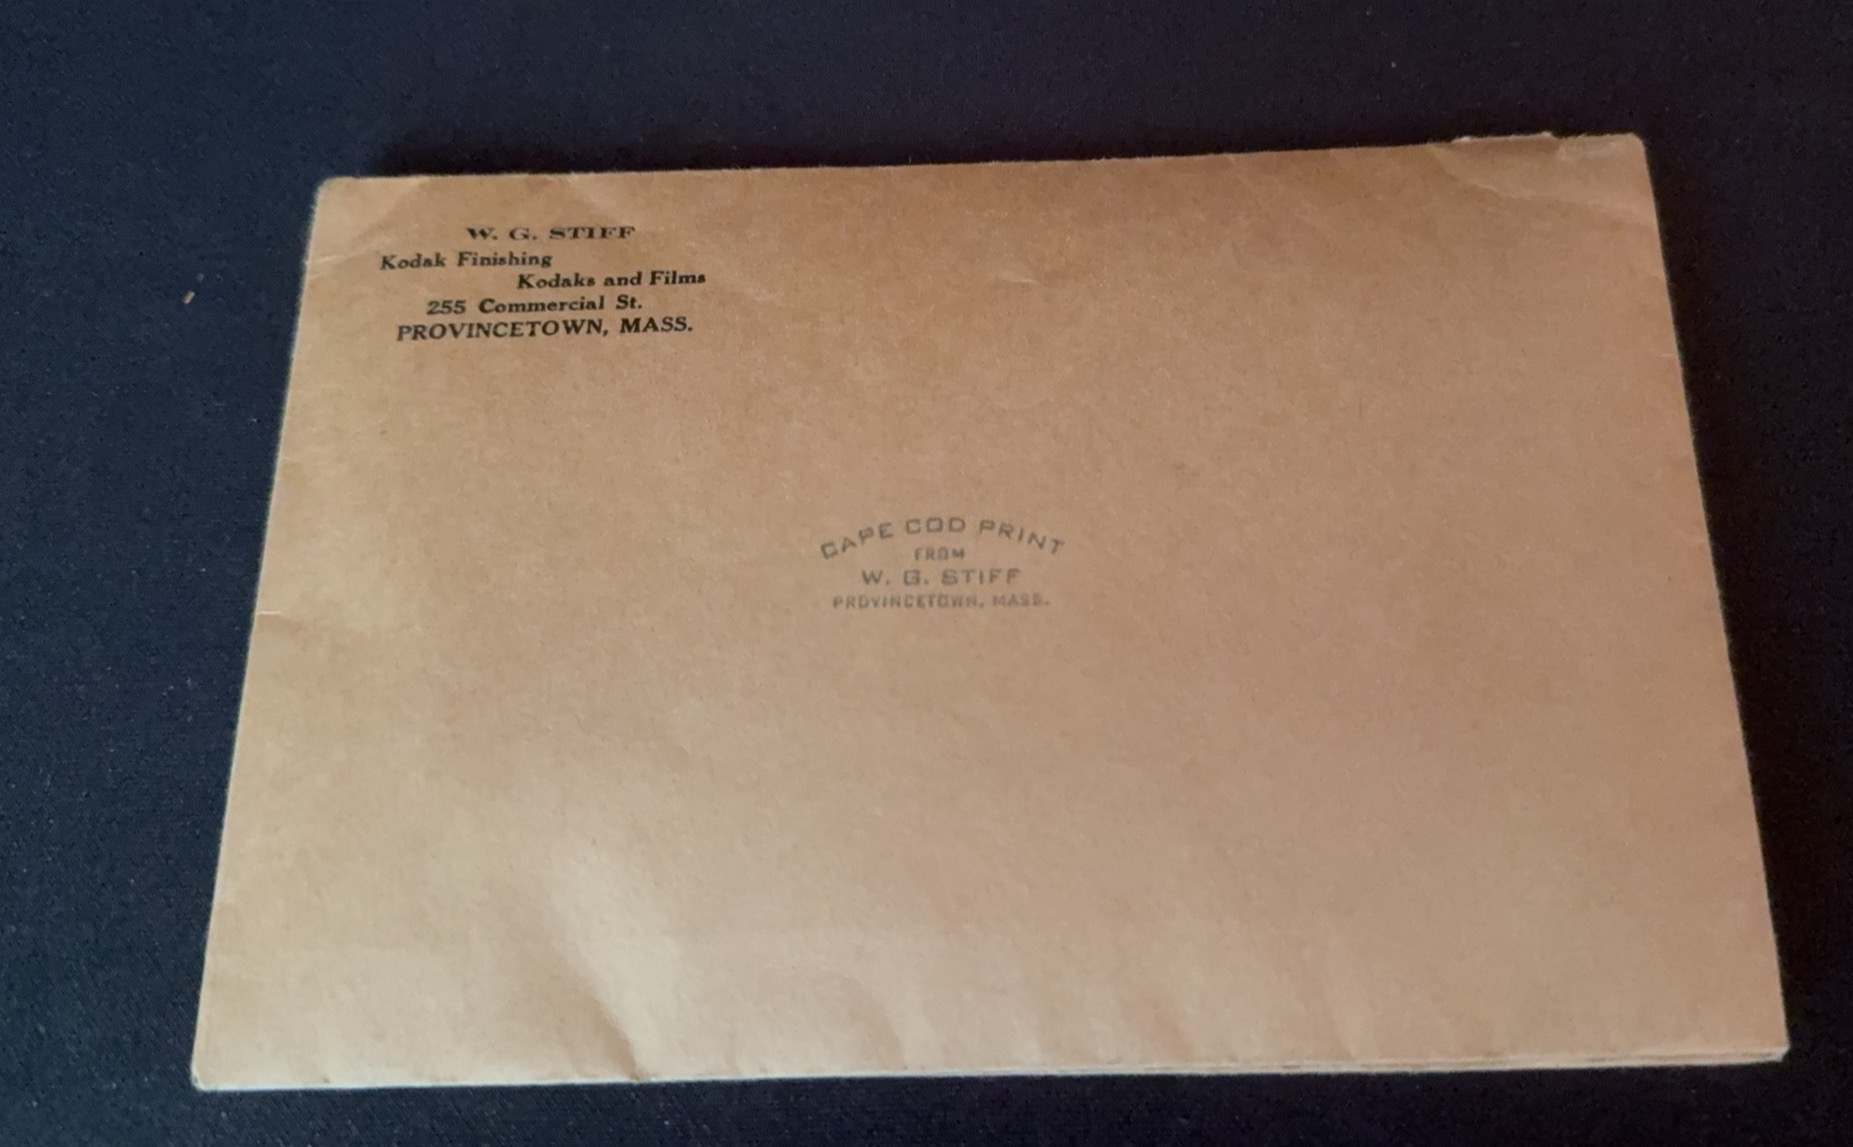 W. G. STIFF
Kodak Finishing
Kodaks and Films
255 Commercial St.
PROVINCETOWN, MASS.
CAPE COD PRINT
FROM
W. G. STIFF
PROVINCETOWN, MASS.